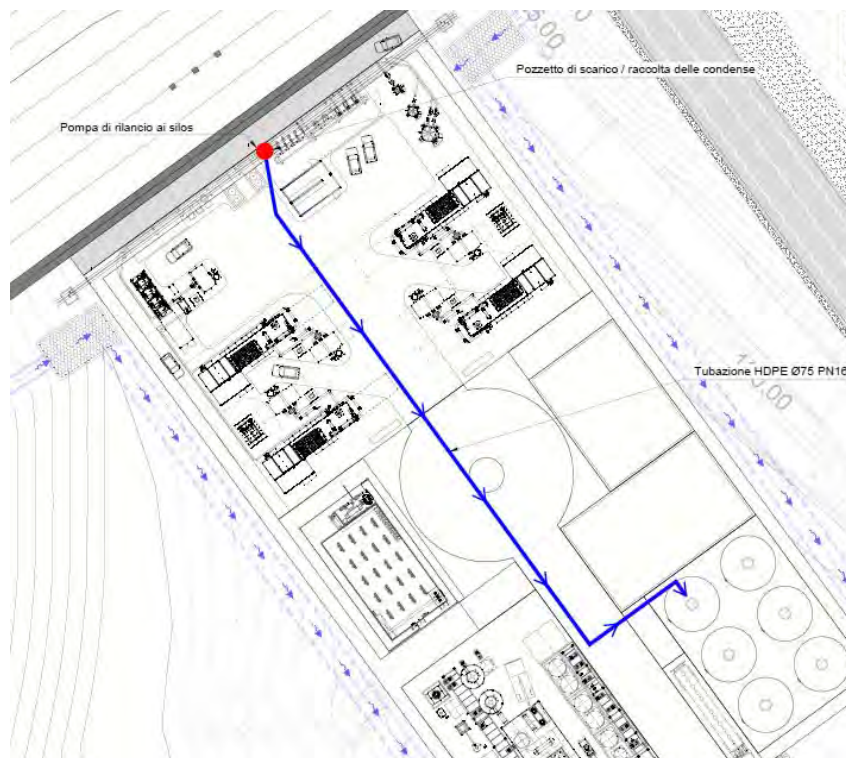 Pozzetto di scarico / raccolta delle condense
Pompa di rilancio ai silos
Tubazione HDPE Ø75 PN16